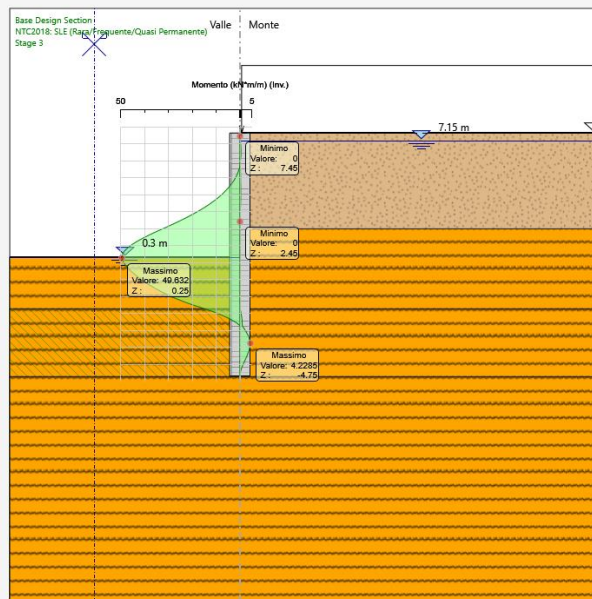 Base Design Section
NTC2018: SLE (Rara/Frequente/Quasi Permanente)
Stage 3
Valle
Monte
Momento (kN*m/m) (Inv.)
50
5
7.15 m
Minimo
Valore: 0
Z : 7.45
Minimo
Valore: 0
Z : 2.45
0.3 m
Massimo
Valore: 49.632
Z : 0.25
Massimo
Valore: 4.2285
Z : -4.75